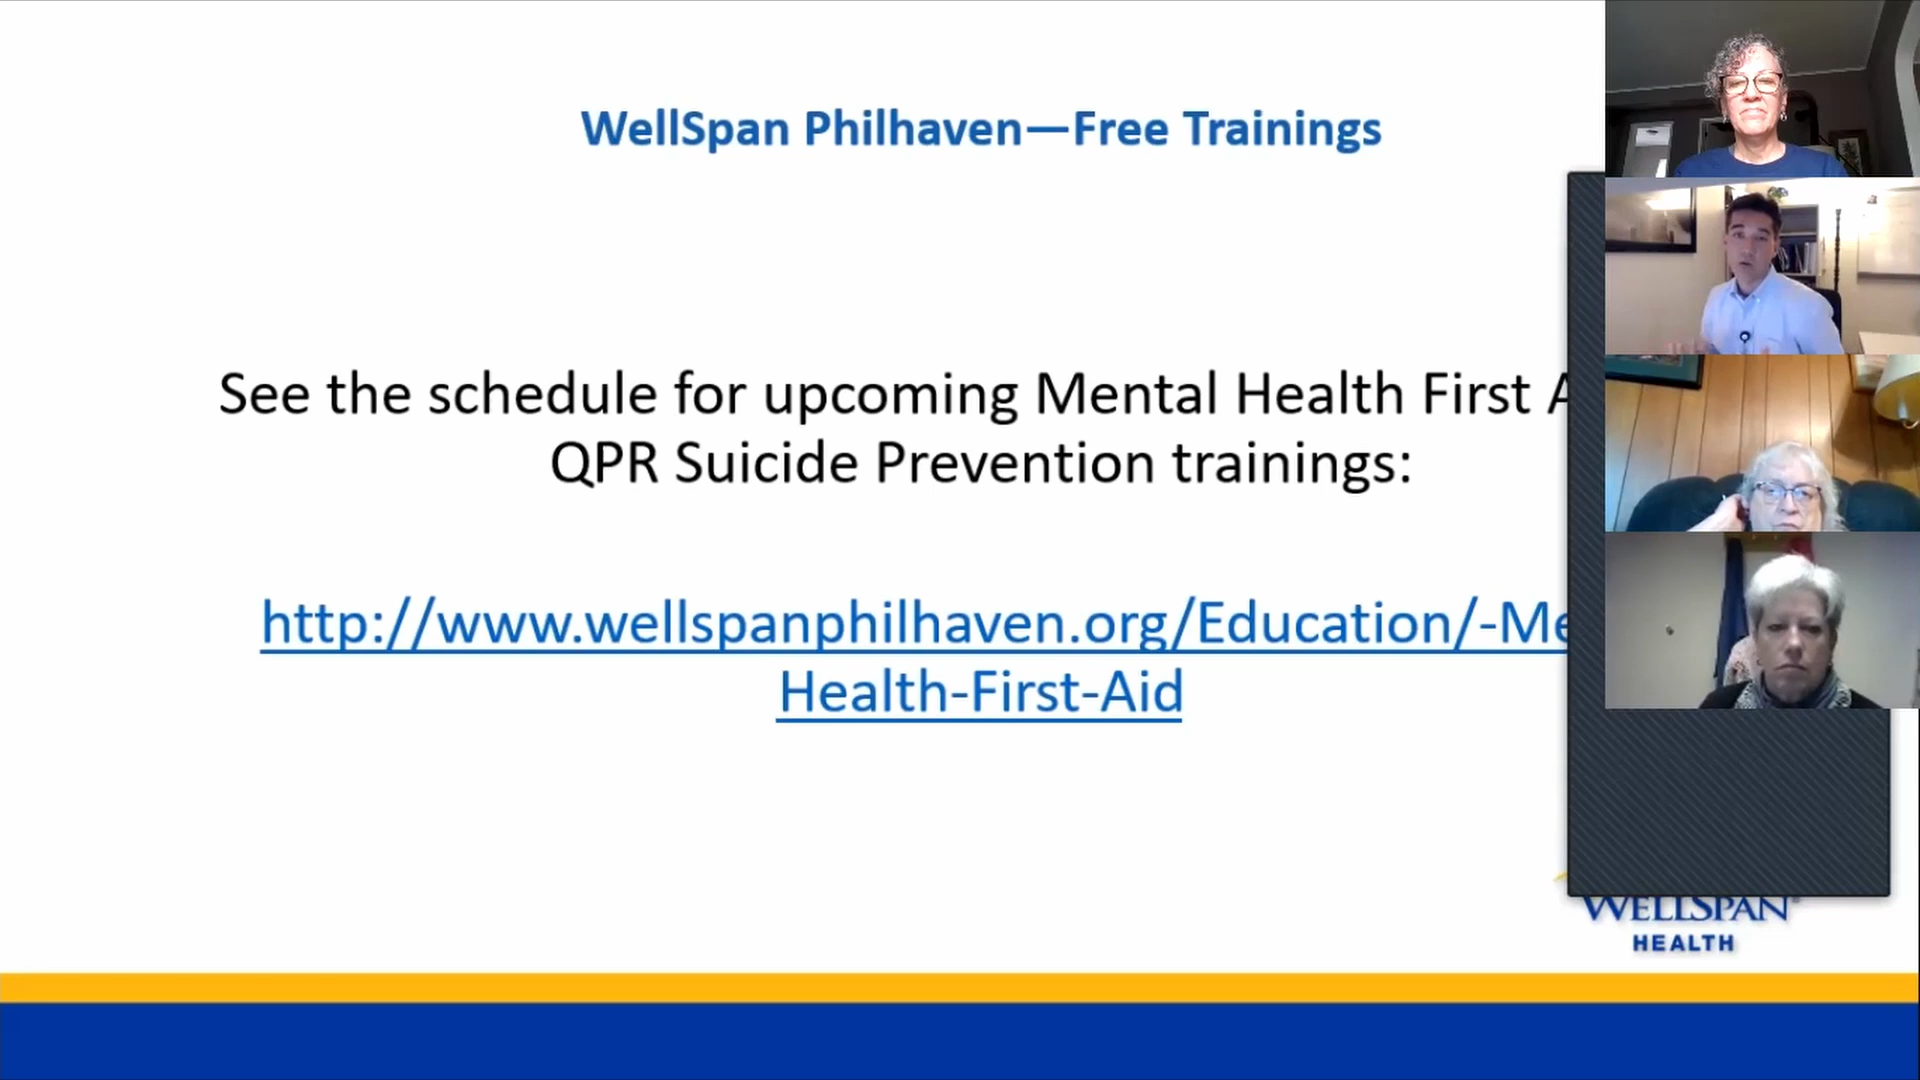 WellSpan Philhaven—Free Trainings
See the schedule for upcoming Mental Health First
QPR Suicide Prevention trainings:
http://www.wellspanphilhaven.org/Education/-Me
Health-First-Aid
WELLSPAN
HEALTH